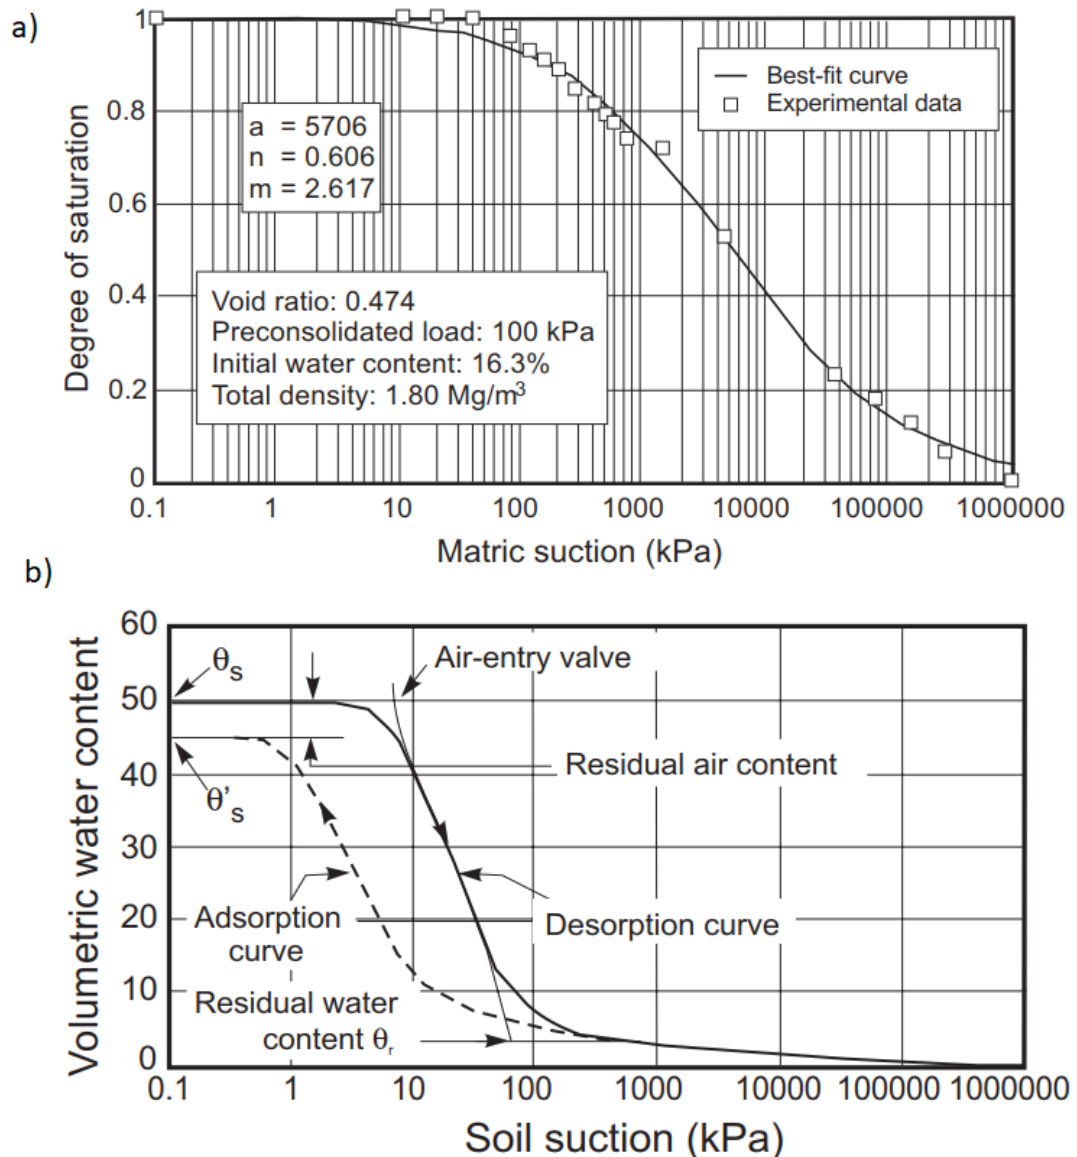 a)
1
0.8
0.6
0.4
0.2
0
Degree of saturation
Best-fit curve
Experimental data
a = 5706
n = 0.606
m = 2.617
Void ratio: 0.474
Preconsolidated load: 100 kPa
Initial water content: 16.3%
Total density: 1.80 Mg/m³
0.1 1 10 100 1000 10000 100000 1000000
Matric suction (kPa)
b)
60
50
40
30
20
10
0
Volumetric water content
θs
Air-entry valve
Residual air content
θ's
Adsorption
curve
Desorption curve
Residual water
content θr
0.1 1 10 100 1000 10000 100000 1000000
Soil suction (kPa)